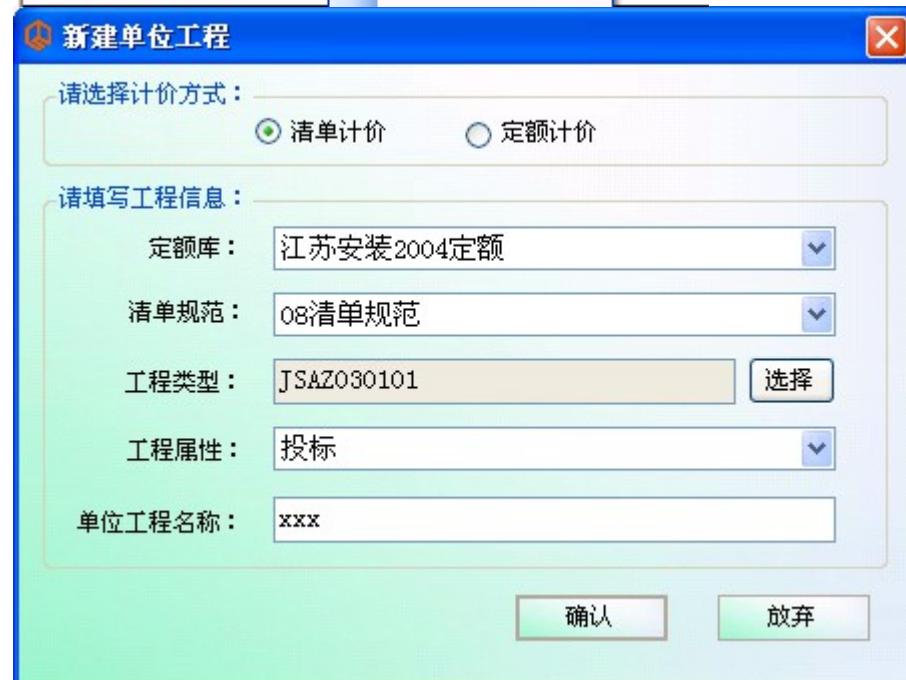 新建单位工程
请选择计价方式：
清单计价 定额计价
请填写工程信息：
定额库： 江苏安装2004定额
清单规范： 08清单规范
工程类型： JSAZ030101 选择
工程属性： 投标
单位工程名称： xxx
确认 放弃